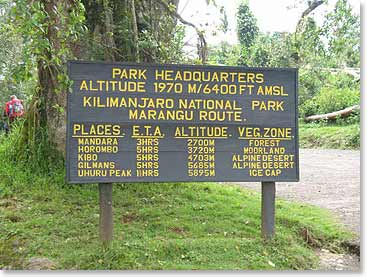 PARK HEADQUARTERS
ALTITUDE 1970 M/6400 FT AMSL
KILIMANJARO NATIONAL PARK
MARANGU ROUTE.
PLACES. E.T.A. ALTITUDE. VEG.ZONE.
MANDARA 3HRS 2700M FOREST
HOROMBO 5HRS 3720M MOORLAND
KIBO 5HRS 4703M ALPINE DESERT
GILMANS 5HRS 5685M ALPINE DESERT
UHURU PEAK 1½HRS 5895M ICE CAP